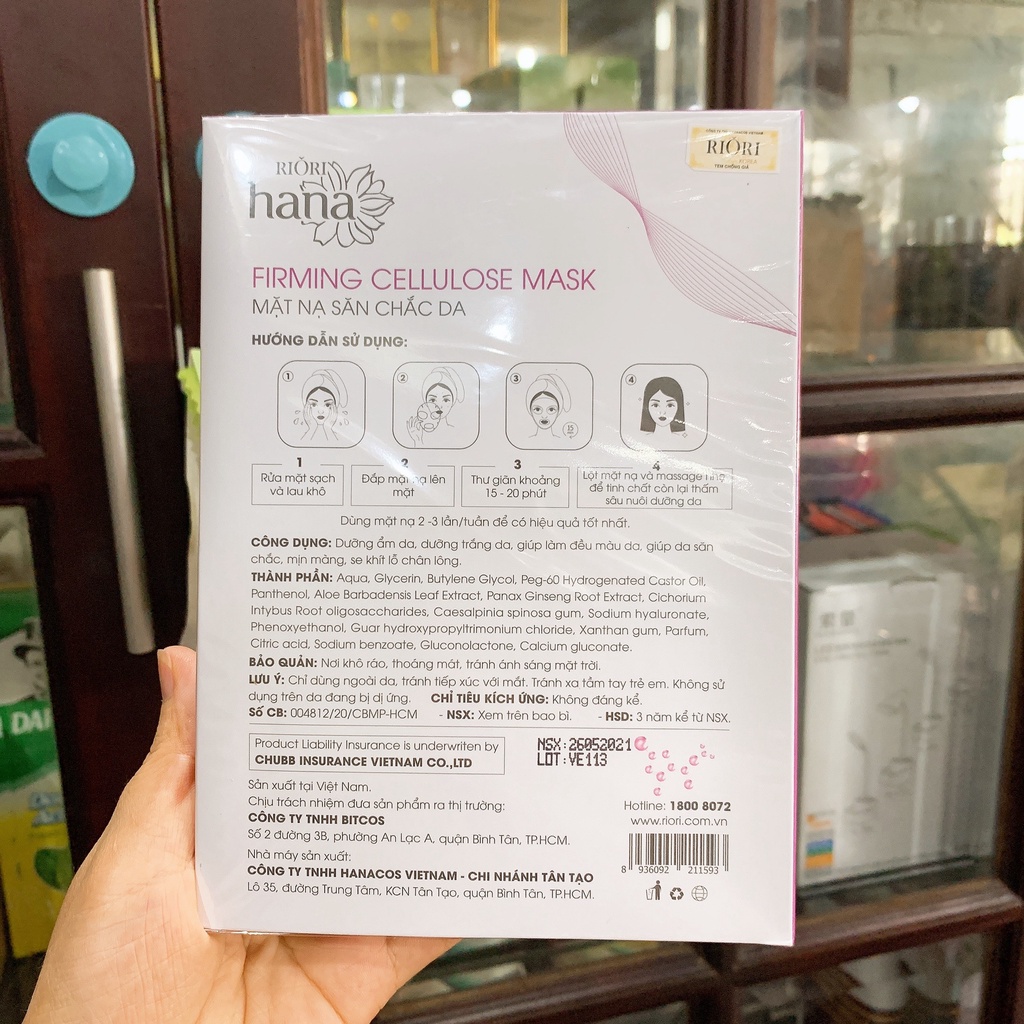 RIORI
hana
RIORI
KOREA
TEM CHỐNG GIẢ
FIRMING CELLULOSE MASK
MẶT NẠ SĂN CHẮC DA
HƯỚNG DẪN SỬ DỤNG:
1
2
3
15
4
1
Rửa mặt sạch
và lau khô
2
Đắp mặt nạ lên
mặt
3
Thư giãn khoảng
15 - 20 phút
4
Lột mặt nạ và massage nhẹ
để tinh chất còn lại thấm
sâu nuôi dưỡng da
Dùng mặt nạ 2 -3 lần/tuần để có hiệu quả tốt nhất.
CÔNG DỤNG: Dưỡng ẩm da, dưỡng trắng da, giúp làm đều màu da, giúp da săn
chắc, mịn màng, se khít lỗ chân lông.
THÀNH PHẦN: Aqua, Glycerin, Butylene Glycol, Peg-60 Hydrogenated Castor Oil,
Panthenol, Aloe Barbadensis Leaf Extract, Panax Ginseng Root Extract, Cichorium
Intybus Root oligosaccharides, Caesalpinia spinosa gum, Sodium hyaluronate,
Phenoxyethanol, Guar hydroxypropyltrimonium chloride, Xanthan gum, Parfum,
Citric acid, Sodium benzoate, Gluconolactone, Calcium gluconate.
BẢO QUẢN: Nơi khô ráo, thoáng mát, tránh ánh sáng mặt trời.
LƯU Ý: Chỉ dùng ngoài da, tránh tiếp xúc với mắt. Tránh xa tầm tay trẻ em. Không sử
dụng trên da đang bị dị ứng. CHỈ TIÊU KÍCH ỨNG: Không đáng kể.
Số CB: 004812/20/CBMP-HCM - NSX: Xem trên bao bì. - HSD: 3 năm kể từ NSX.
Product Liability Insurance is underwriten by
CHUBB INSURANCE VIETNAM CO.,LTD
NSX:26052021
LOT:VE113
Sản xuất tại Việt Nam.
Chịu trách nhiệm đưa sản phẩm ra thị trường:
CÔNG TY TNHH BITCOS
Số 2 đường 3B, phường An Lạc A, quận Bình Tân, TP.HCM.
Nhà máy sản xuất:
CÔNG TY TNHH HANACOS VIETNAM - CHI NHÁNH TÂN TẠO
Lô 35, đường Trung Tâm, KCN Tân Tạo, quận Bình Tân, TP.HCM.
Hotline: 1800 8072
www.riori.com.vn
8 936092 211593